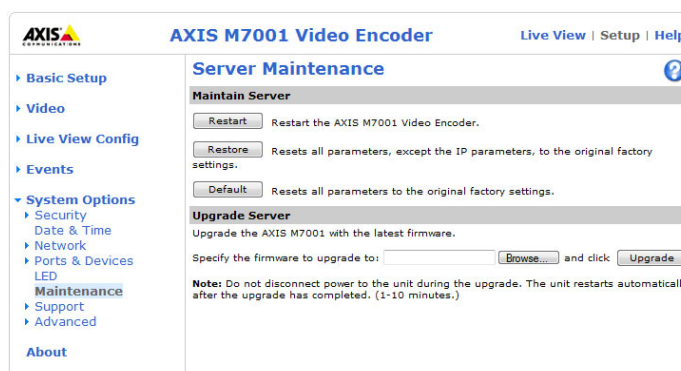 AXIS
COMMUNICATIONS
AXIS M7001 Video Encoder
Live View | Setup | Help
Basic Setup
Video
Live View Config
Events
System Options
Security
Date & Time
Network
Ports & Devices
LED
Maintenance
Support
Advanced
About
Server Maintenance
?
Maintain Server
Restart Restart the AXIS M7001 Video Encoder.
Restore Resets all parameters, except the IP parameters, to the original factory
settings.
Default Resets all parameters to the original factory settings.
Upgrade Server
Upgrade the AXIS M7001 with the latest firmware.
Specify the firmware to upgrade to: Browse... and click Upgrade
Note: Do not disconnect power to the unit during the upgrade. The unit restarts automaticall
after the upgrade has completed. (1-10 minutes.)